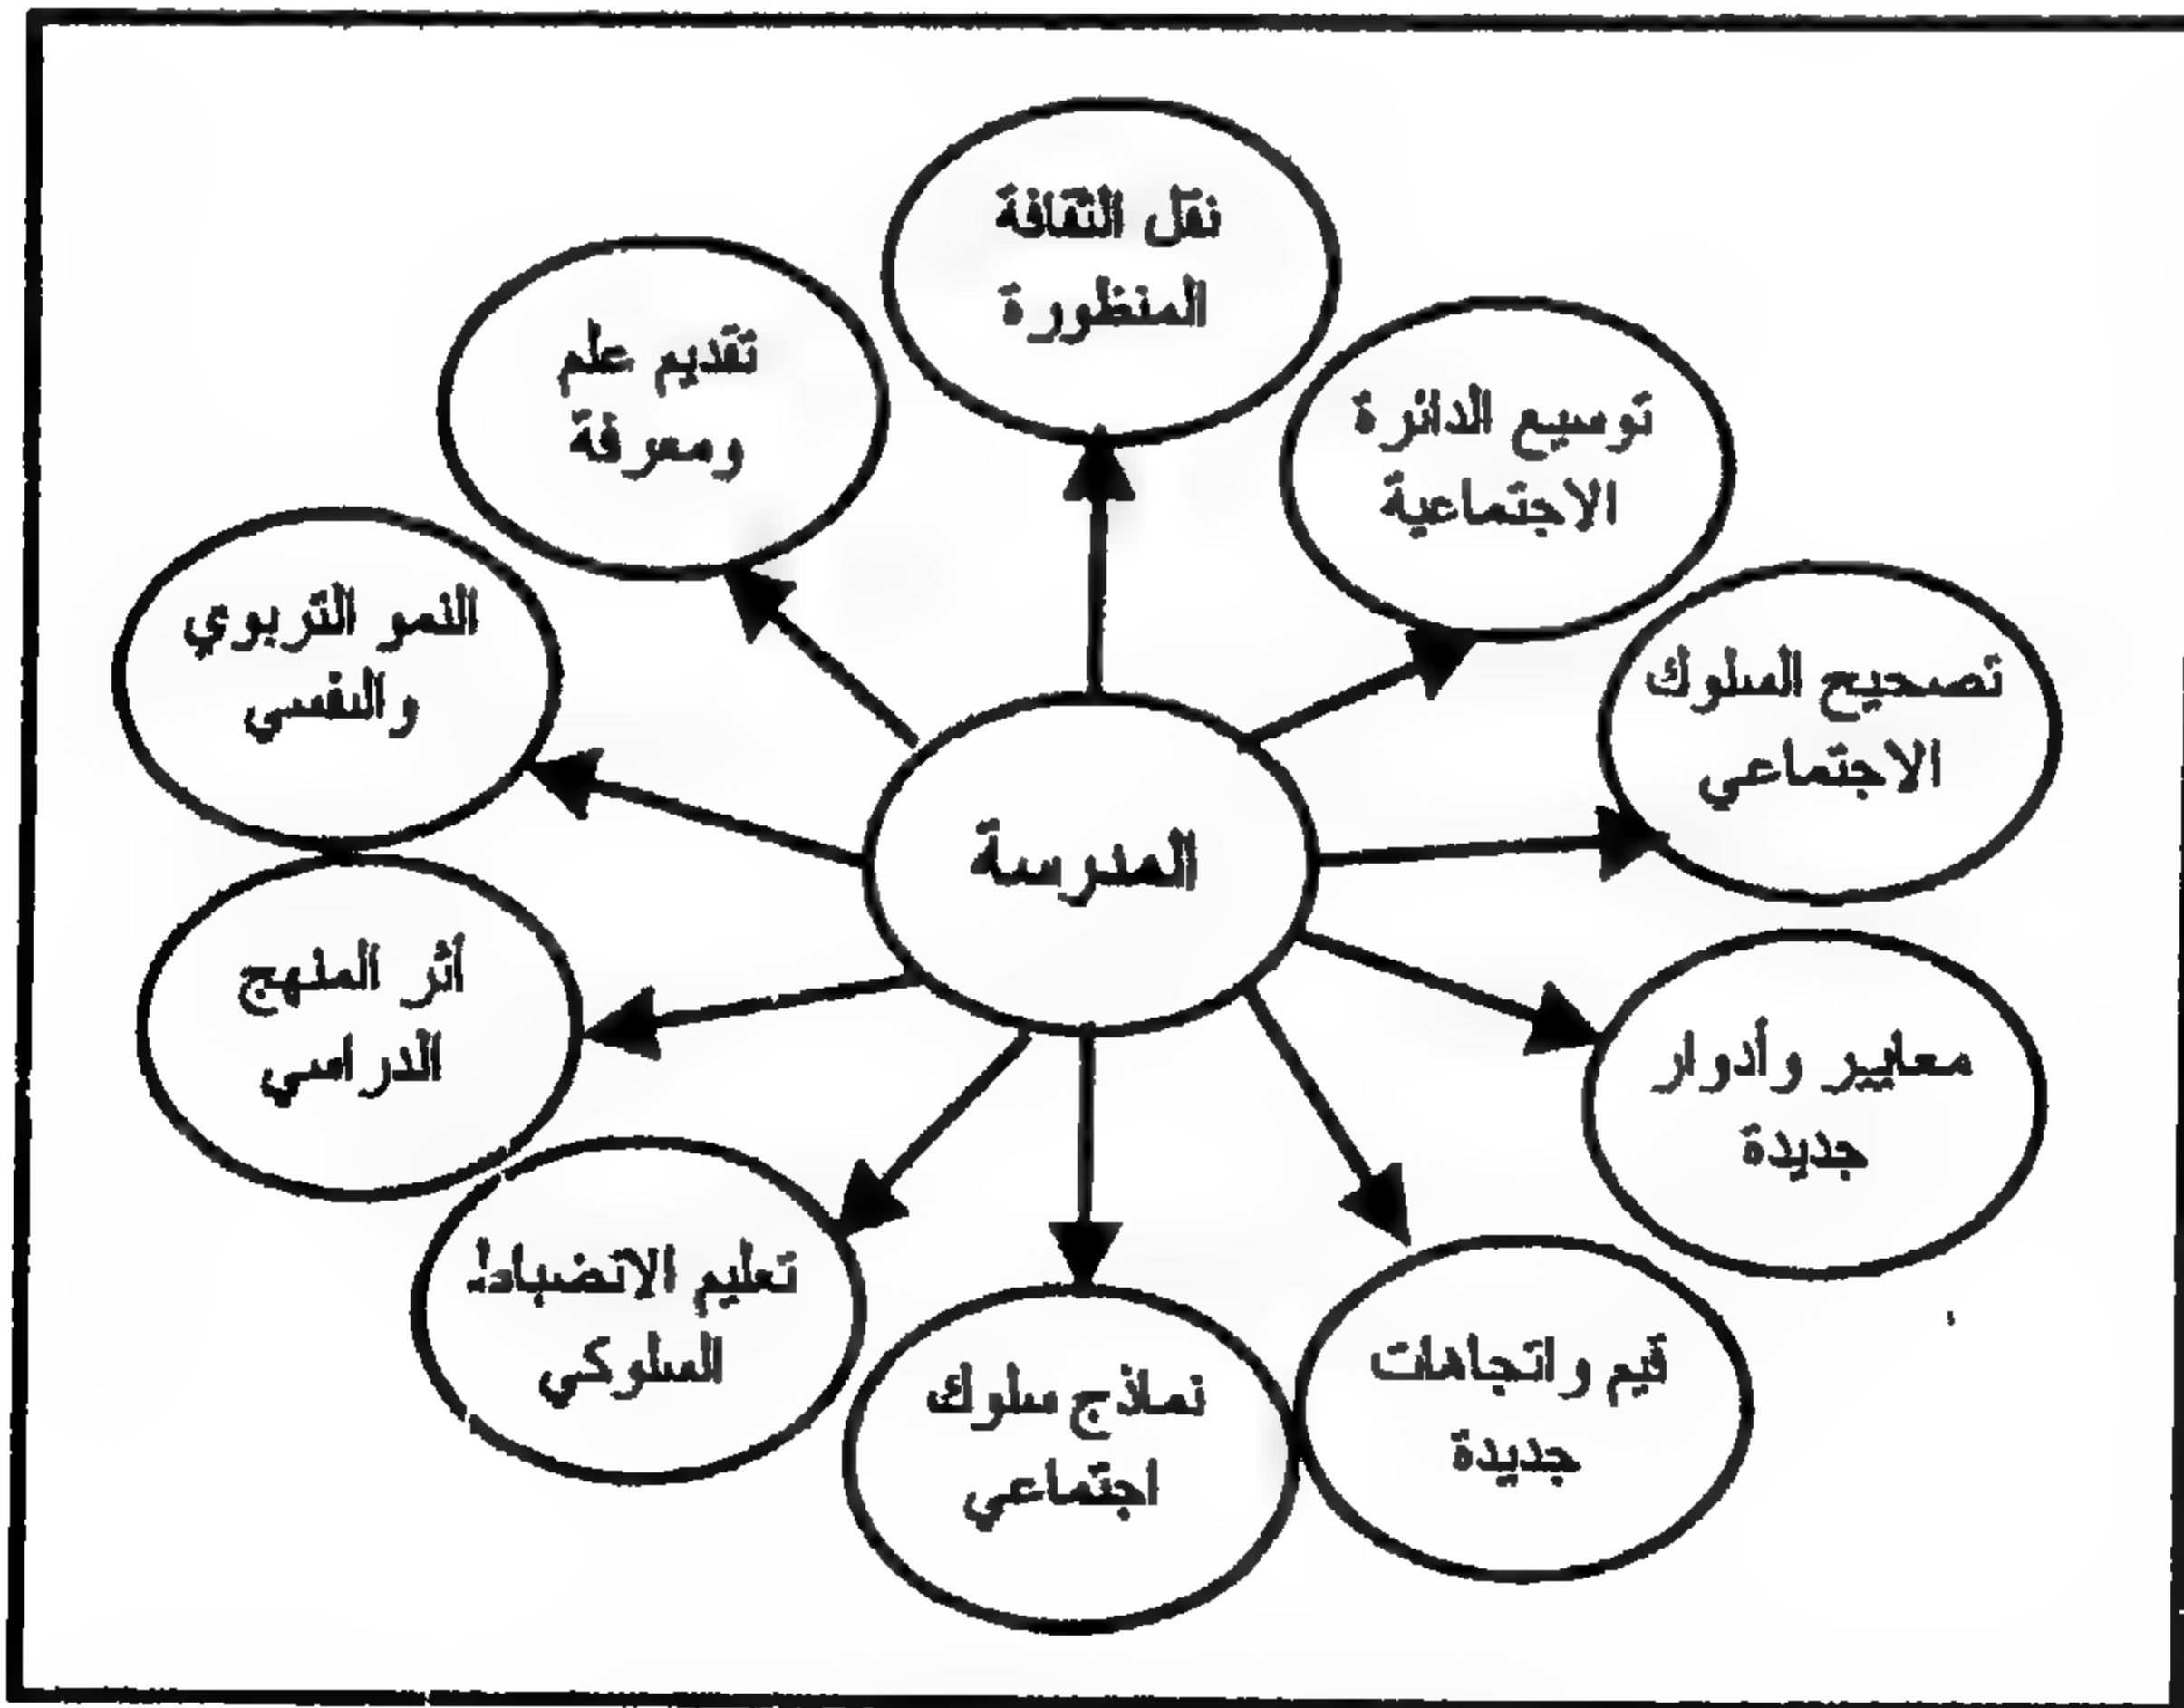 نقل الثقافة
المنظورة
توسيع الدائرة
الاجتماعية
تصحيح السلوك
الاجتماعي
معايير وأدوار
جديدة
قيم واتجاهات
جديدة
نماذج سلوك
اجتماعي
تعليم الانضباط
السلوكي
أثر المنهج
الدراسي
النمو التربوي
والنفسي
تقديم علم
ومعرفة
المدرسة